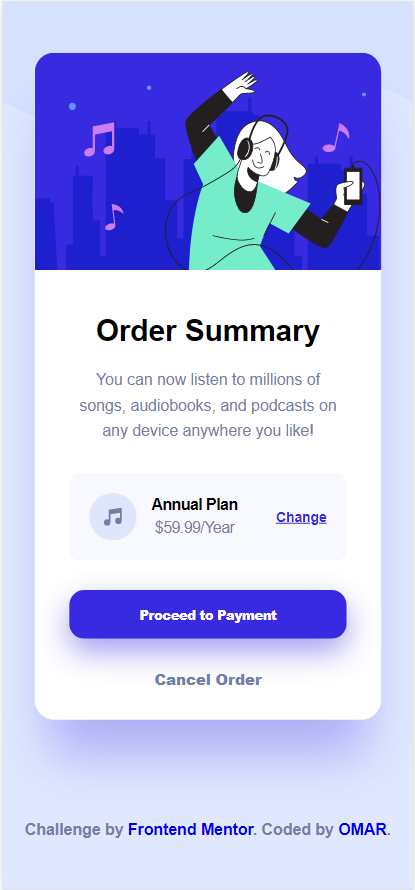 Order Summary
You can now listen to millions of
songs, audiobooks, and podcasts on
any device anywhere you like!
Annual Plan
$59.99/Year
Change
Proceed to Payment
Cancel Order
Challenge by Frontend Mentor. Coded by OMAR.